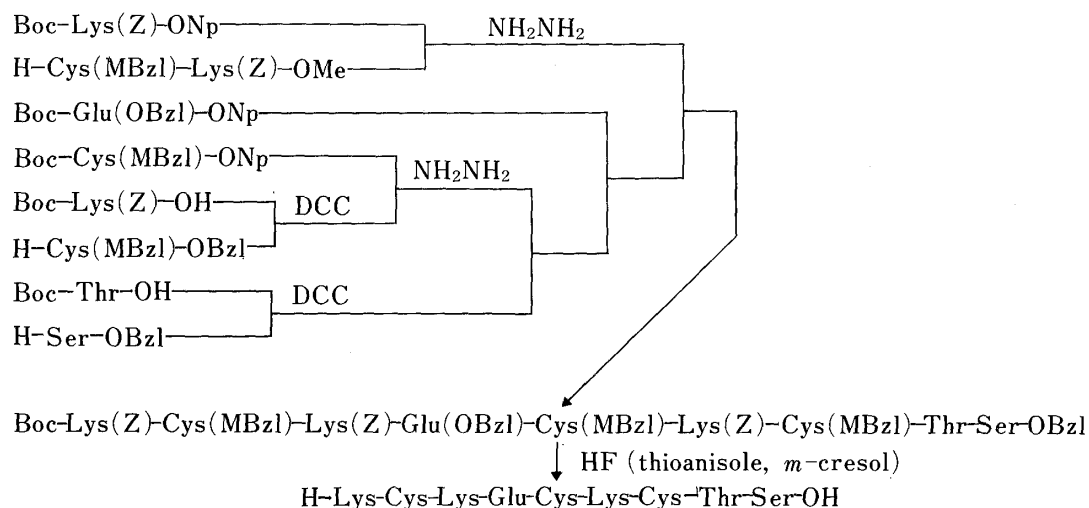 Boc-Lys(Z)-ONp
NH₂NH₂
H-Cys(MBzl)-Lys(Z)-OMe
Boc-Glu(OBzl)-ONp
Boc-Cys(MBzl)-ONp
NH₂NH₂
Boc-Lys(Z)-OH
DCC
H-Cys(MBzl)-OBzl
Boc-Thr-OH
DCC
H-Ser-OBzl
Boc-Lys(Z)-Cys(MBzl)-Lys(Z)-Glu(OBzl)-Cys(MBzl)-Lys(Z)-Cys(MBzl)-Thr-Ser-OBzl
HF (thioanisole, m-cresol)
H-Lys-Cys-Lys-Glu-Cys-Lys-Cys-Thr-Ser-OH